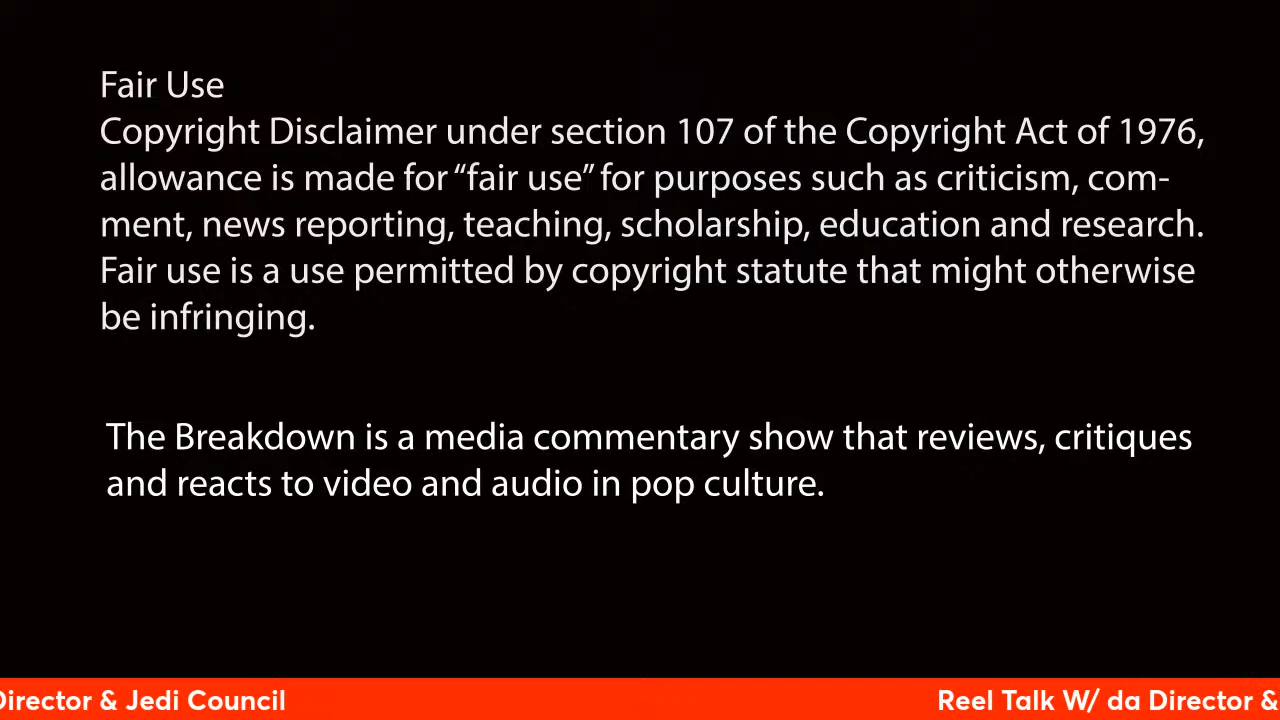 Fair Use
Copyright Disclaimer under section 107 of the Copyright Act of 1976,
allowance is made for “fair use” for purposes such as criticism, com-
ment, news reporting, teaching, scholarship, education and research.
Fair use is a use permitted by copyright statute that might otherwise
be infringing.
The Breakdown is a media commentary show that reviews, critiques
and reacts to video and audio in pop culture.
Director & Jedi Council Reel Talk W/ da Director &